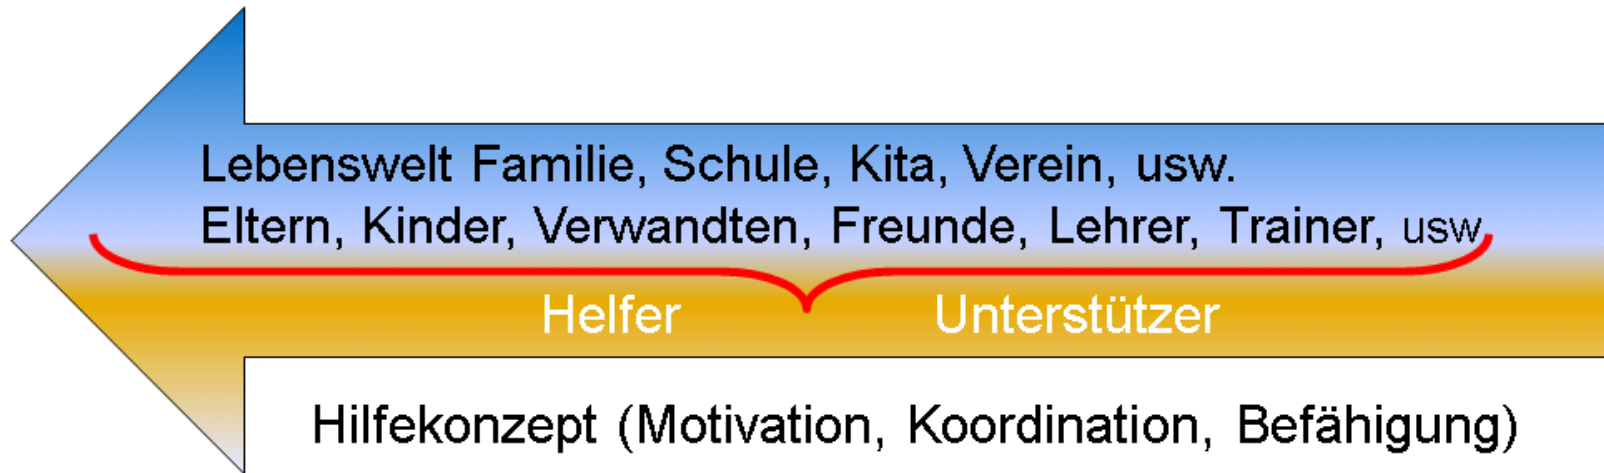 Lebenswelt Familie, Schule, Kita, Verein, usw.
Eltern, Kinder, Verwandten, Freunde, Lehrer, Trainer, usw
Helfer Unterstützer
Hilfekonzept (Motivation, Koordination, Befähigung)